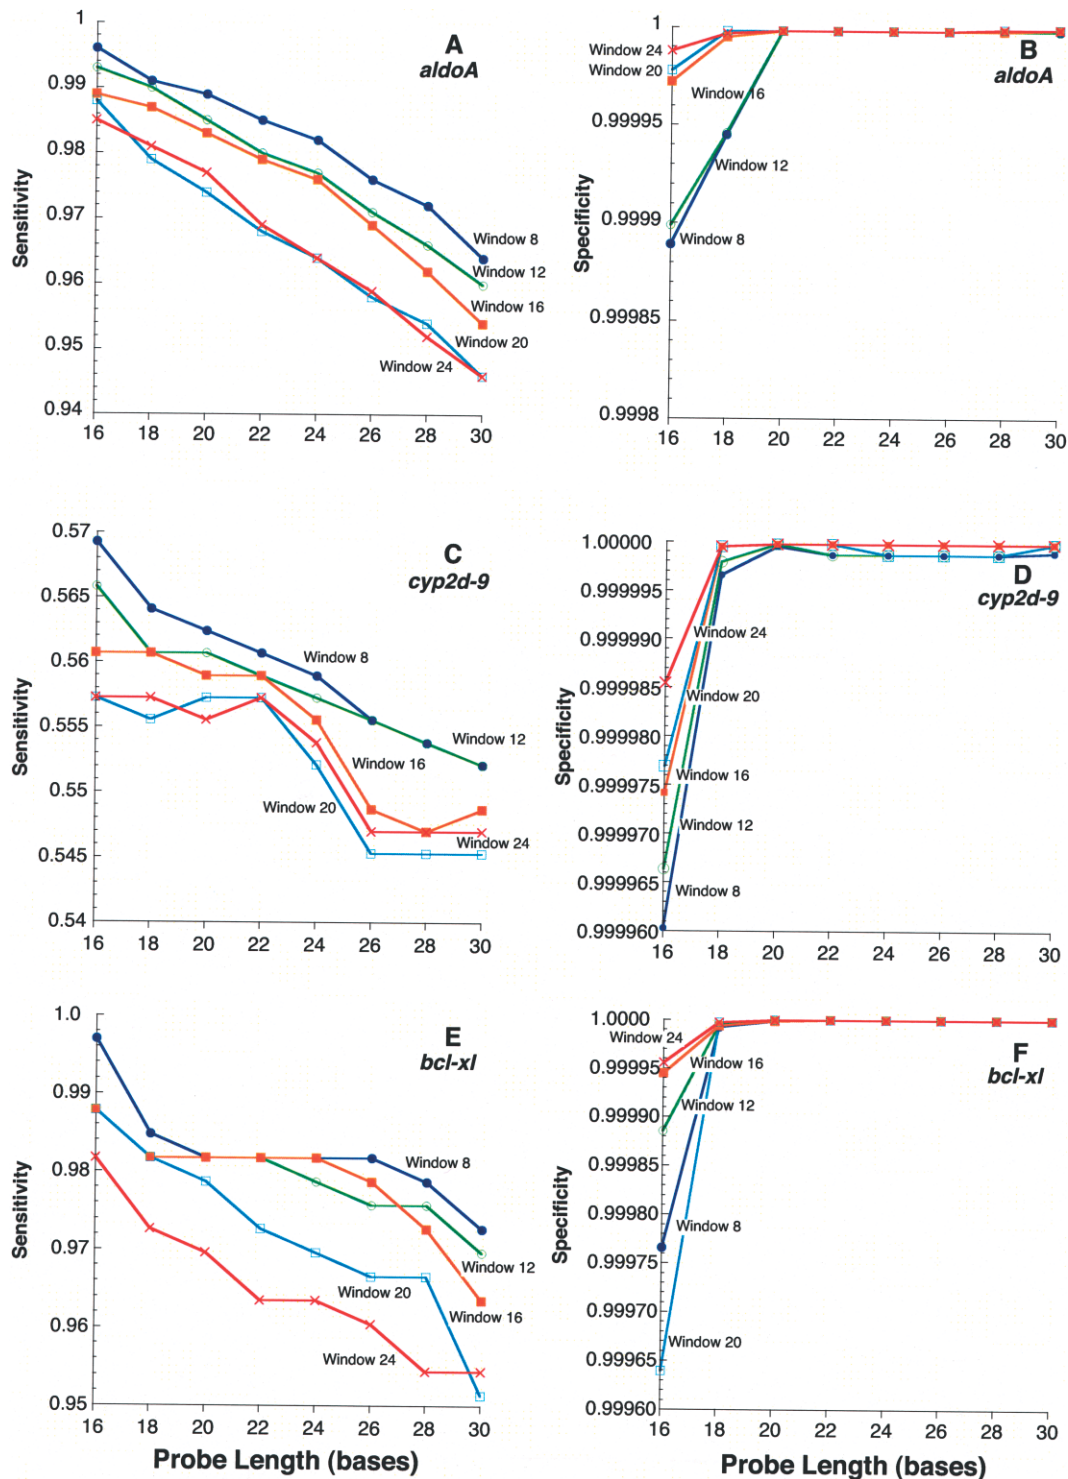 A
aldoA
Sensitivity
1
0.99
0.98
0.97
0.96
0.95
0.94
Window 8
Window 12
Window 16
Window 20
Window 24
16 18 20 22 24 26 28 30
B
aldoA
Specificity
1
0.99995
0.9999
0.99985
0.9998
Window 24
Window 20
Window 16
Window 12
Window 8
16 18 20 22 24 26 28 30
C
cyp2d-9
Sensitivity
0.57
0.565
0.56
0.555
0.55
0.545
0.54
Window 8
Window 12
Window 16
Window 20
Window 24
16 18 20 22 24 26 28 30
D
cyp2d-9
Specificity
1.00000
0.999995
0.999990
0.999985
0.999980
0.999975
0.999970
0.999965
0.999960
Window 24
Window 20
Window 16
Window 12
Window 8
16 18 20 22 24 26 28 30
E
bcl-xl
Sensitivity
1.0
0.99
0.98
0.97
0.96
0.95
Window 8
Window 12
Window 20
Window 16
Window 24
16 18 20 22 24 26 28 30
Probe Length (bases)
F
bcl-xl
Specificity
1.0000
0.99995
0.99990
0.99985
0.99980
0.99975
0.99970
0.99965
0.99960
Window 24
Window 16
Window 12
Window 8
Window 20
16 18 20 22 24 26 28 30
Probe Length (bases)